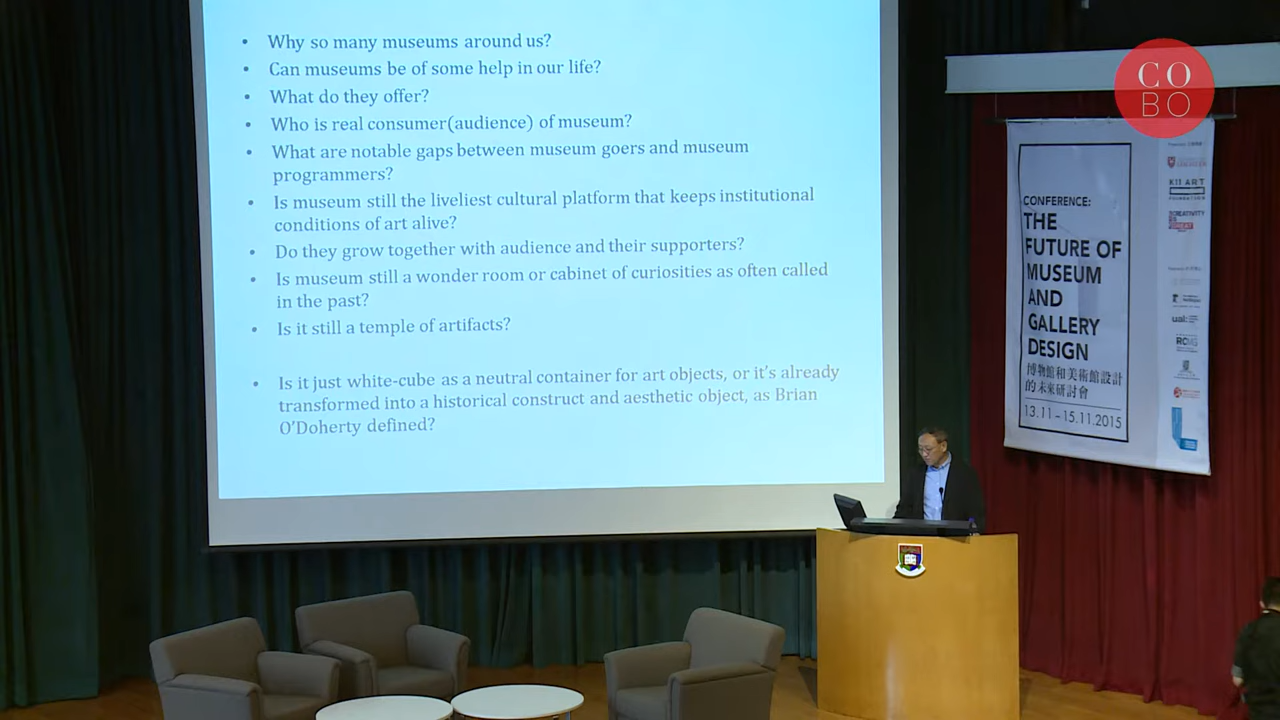 • Why so many museums around us?
• Can museums be of some help in our life?
• What do they offer?
• Who is real consumer(audience) of museum?
• What are notable gaps between museum goers and museum
programmers?
• Is museum still the liveliest cultural platform that keeps institutional
conditions of art alive?
• Do they grow together with audience and their supporters?
• Is museum still a wonder room or cabinet of curiosities as often called
in the past?
• Is it still a temple of artifacts?
• Is it just white-cube as a neutral container for art objects, or it's already
transformed into a historical construct and aesthetic object, as Brian
O'Doherty defined?
CO
BO
CONFERENCE:
THE
FUTURE OF
MUSEUM
AND
GALLERY
DESIGN
博物館和美術館設計
的未來研討會
13.11 – 15.11.2015
K11 ART
FOUNTATION
CREATIVITY
IS
GREAT
ual:
RCMG